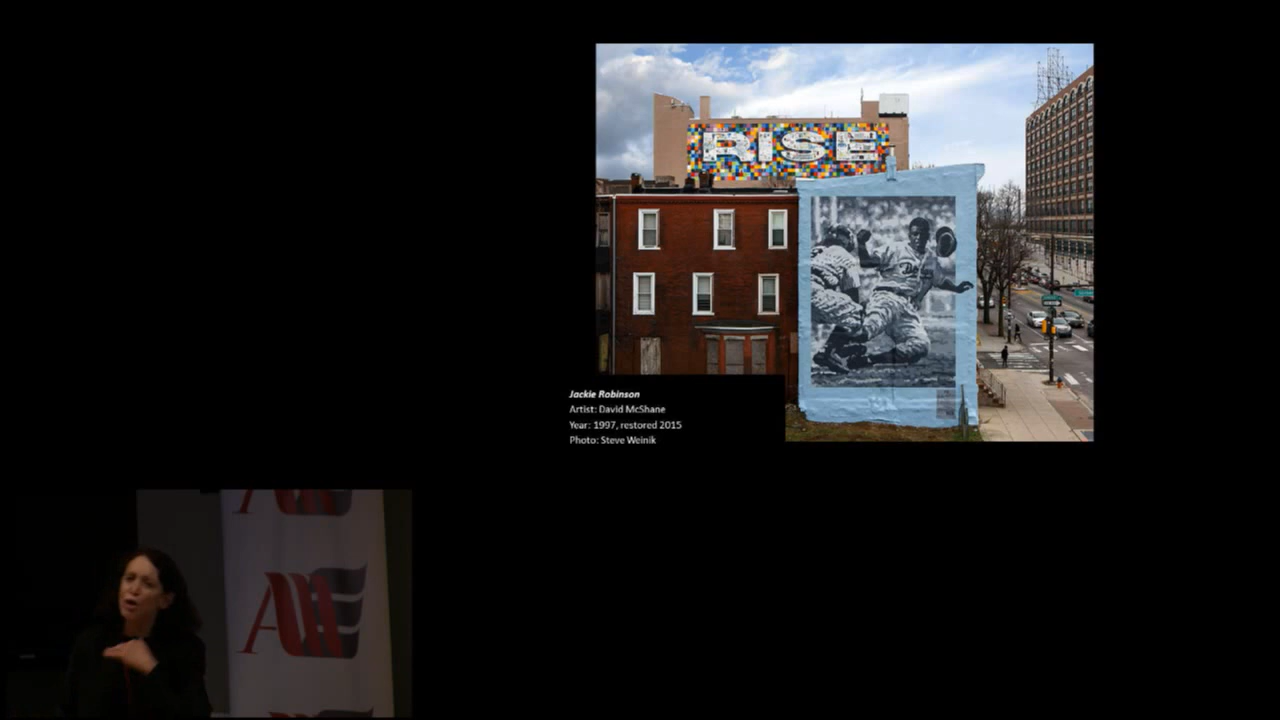 RISE
Jackie Robinson
Artist: David McShane
Year: 1997, restored 2015
Photo: Steve Weinik